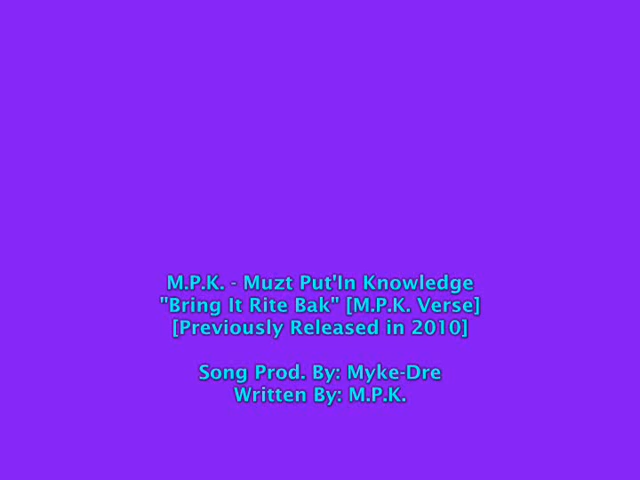 M.P.K. - Muzt Put'In Knowledge
"Bring It Rite Bak" [M.P.K. Verse]
[Previously Released in 2010]
Song Prod. By: Myke-Dre
Written By: M.P.K.